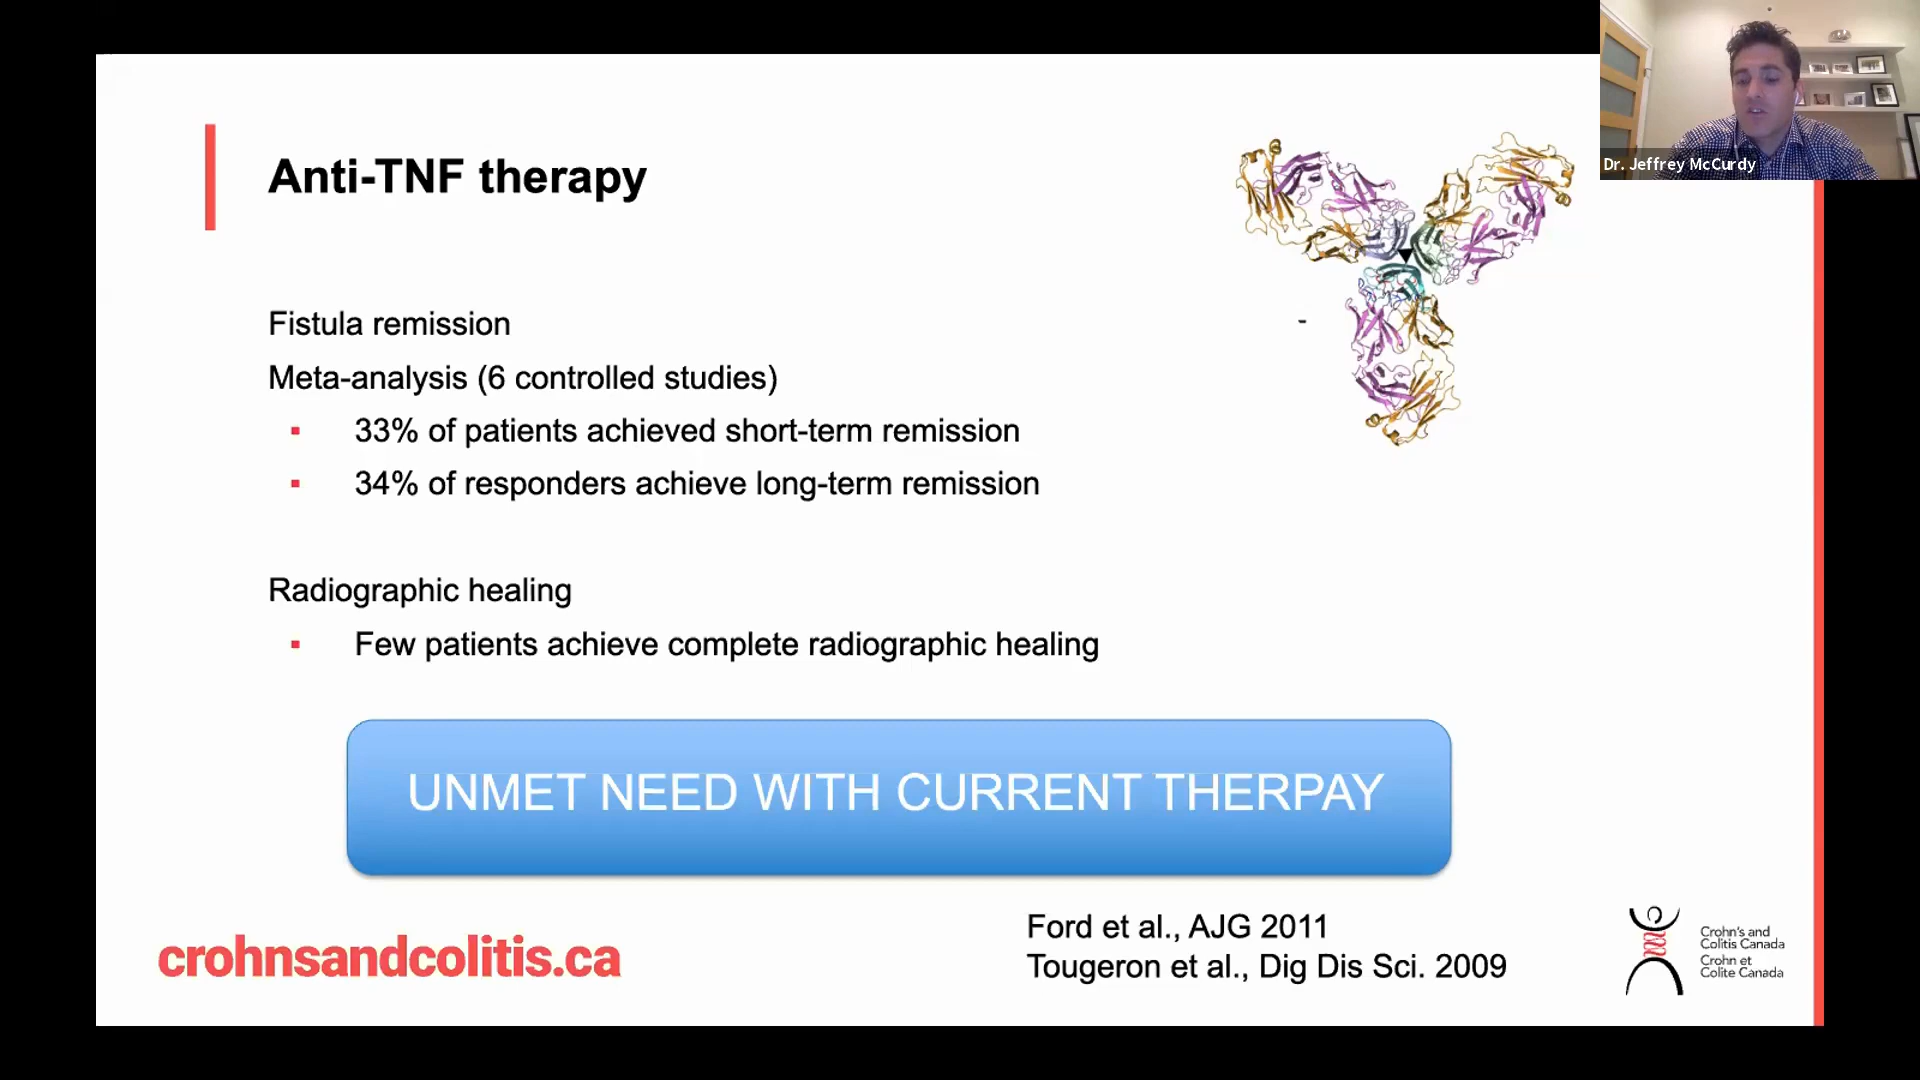 Dr. Jeffrey McCurdy
Anti-TNF therapy
Fistula remission
Meta-analysis (6 controlled studies)
▪ 33% of patients achieved short-term remission
▪ 34% of responders achieve long-term remission
-
Radiographic healing
▪ Few patients achieve complete radiographic healing
UNMET NEED WITH CURRENT THERPAY
Ford et al., AJG 2011
Tougeron et al., Dig Dis Sci. 2009
crohnsandcolitis.ca
Crohn's and
Colitis Canada
Crohn et
Colite Canada